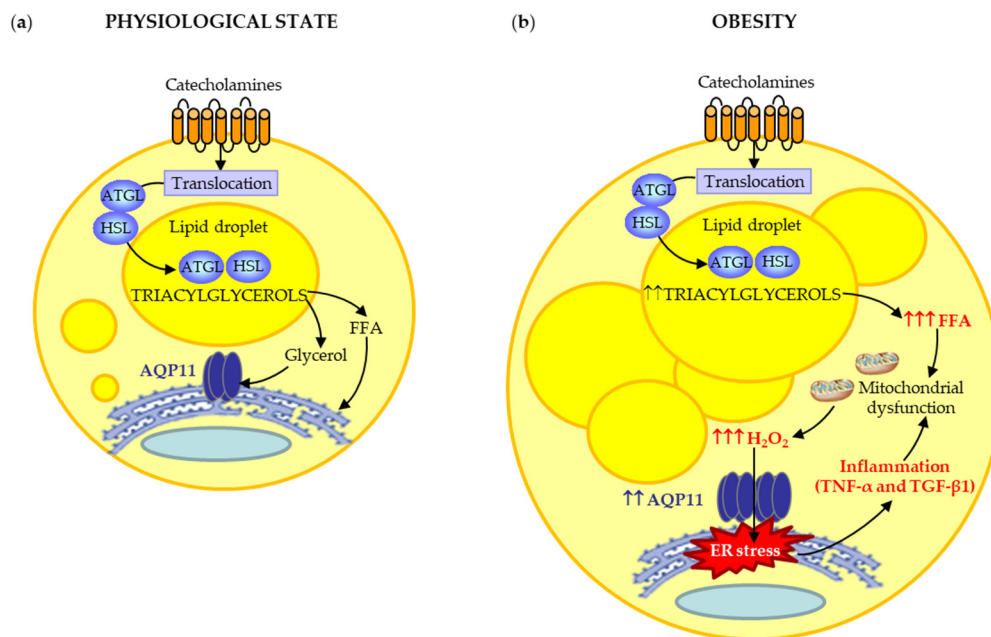 (a) PHYSIOLOGICAL STATE
Catecholamines
Translocation
ATGL
HSL
Lipid droplet
ATGL HSL
TRIACYLGLYCEROLS
FFA
Glycerol
AQP11
(b) OBESITY
Catecholamines
Translocation
ATGL
HSL
Lipid droplet
ATGL HSL
↑↑TRIACYLGLYCEROLS
↑↑↑ FFA
Mitochondrial
dysfunction
↑↑↑ H₂O₂
Inflammation
(TNF-α and TGF-β1)
↑↑ AQP11
ER stress